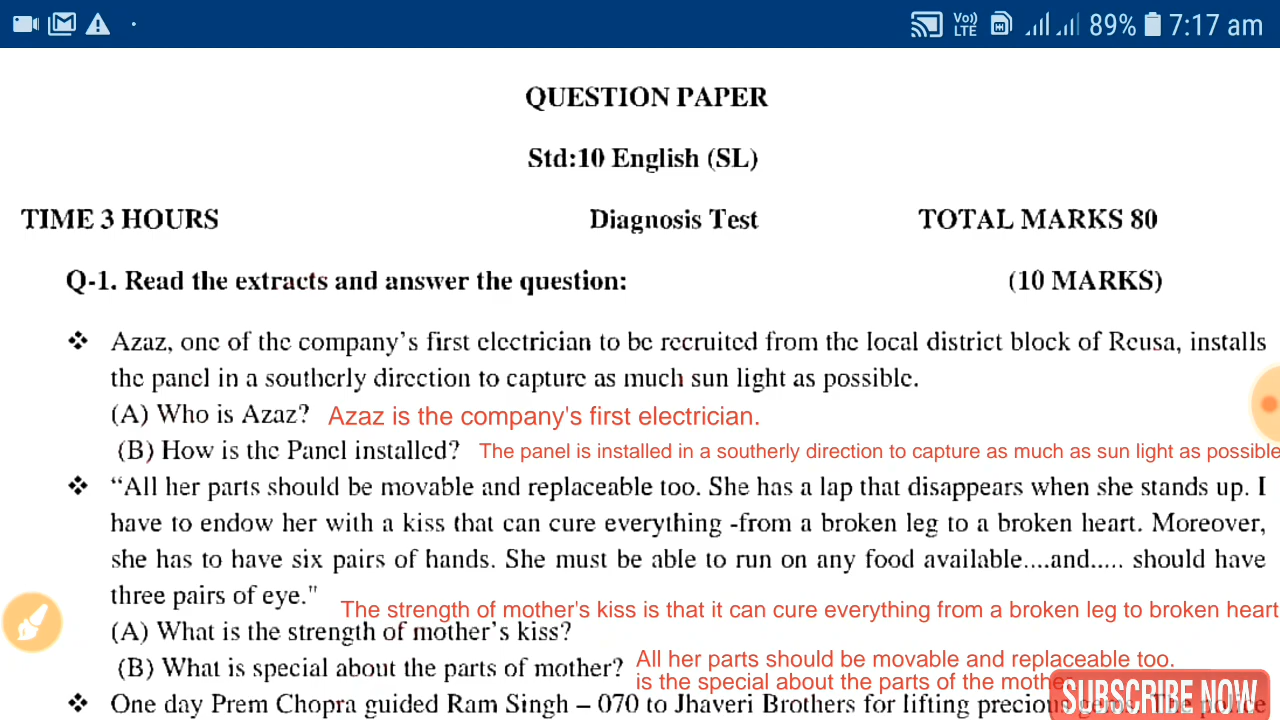 Vo)) LTE 89% 7:17 am
QUESTION PAPER
Std:10 English (SL)
TIME 3 HOURS Diagnosis Test TOTAL MARKS 80
Q-1. Read the extracts and answer the question: (10 MARKS)
❖ Azaz, one of the company's first electrician to be recruited from the local district block of Reusa, installs
the panel in a southerly direction to capture as much sun light as possible.
(A) Who is Azaz? Azaz is the company's first electrician.
(B) How is the Panel installed? The panel is installed in a southerly direction to capture as much as sun light as possible
❖ “All her parts should be movable and replaceable too. She has a lap that disappears when she stands up. I
have to endow her with a kiss that can cure everything -from a broken leg to a broken heart. Moreover,
she has to have six pairs of hands. She must be able to run on any food available....and..... should have
three pairs of eye."
The strength of mother's kiss is that it can cure everything from a broken leg to broken heart
(A) What is the strength of mother's kiss?
(B) What is special about the parts of mother? All her parts should be movable and replaceable too.
is the special about the parts of the
SUBSCRIBE NOW
❖ One day Prem Chopra guided Ram Singh – 070 to Jhaveri Brothers for lifting precious